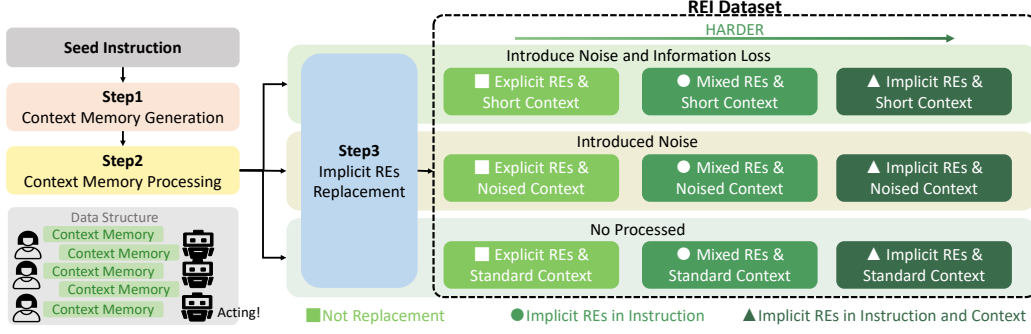 REI Dataset
HARDER
Seed Instruction
Step1
Context Memory Generation
Step2
Context Memory Processing
Data Structure
Context Memory
Context Memory
Context Memory
Context Memory
Context Memory
Acting!
Step3
Implicit REs
Replacement
Introduce Noise and Information Loss
Explicit REs &
Short Context
Mixed REs &
Short Context
Implicit REs &
Short Context
Introduced Noise
Explicit REs &
Noised Context
Mixed REs &
Noised Context
Implicit REs &
Noised Context
No Processed
Explicit REs &
Standard Context
Mixed REs &
Standard Context
Implicit REs &
Standard Context
Not Replacement
Implicit REs in Instruction
Implicit REs in Instruction and Context